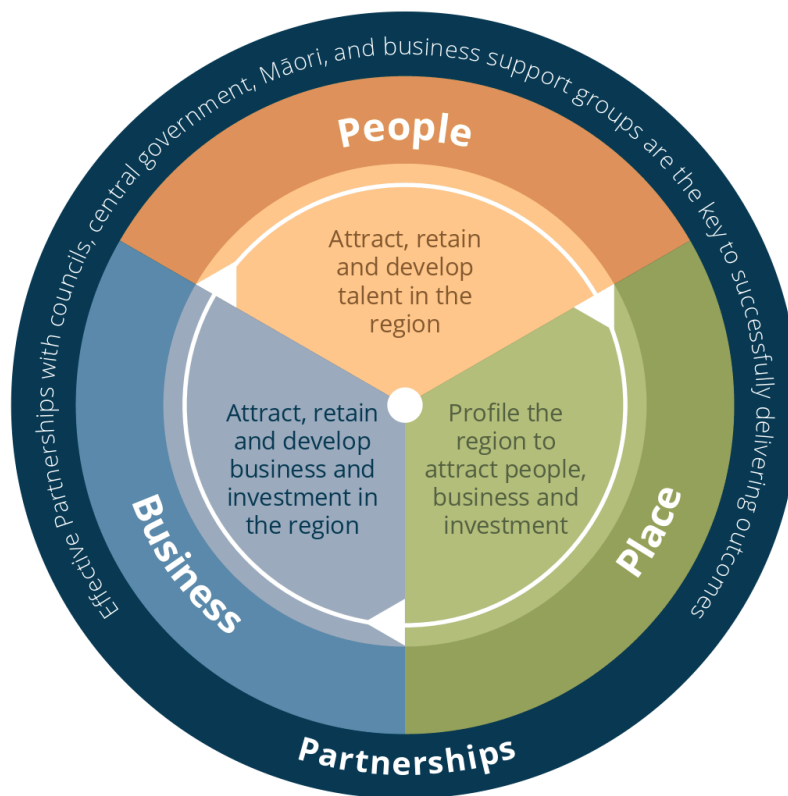 Effective Partnerships with councils, central government, Māori, and business support groups are the key to successfully delivering outcomes
People
Attract, retain
and develop
talent in the
region
Attract, retain
and develop
business and
investment in
the region
Profile the
region to
attract people,
business and
investment
Business
Place
Partnerships